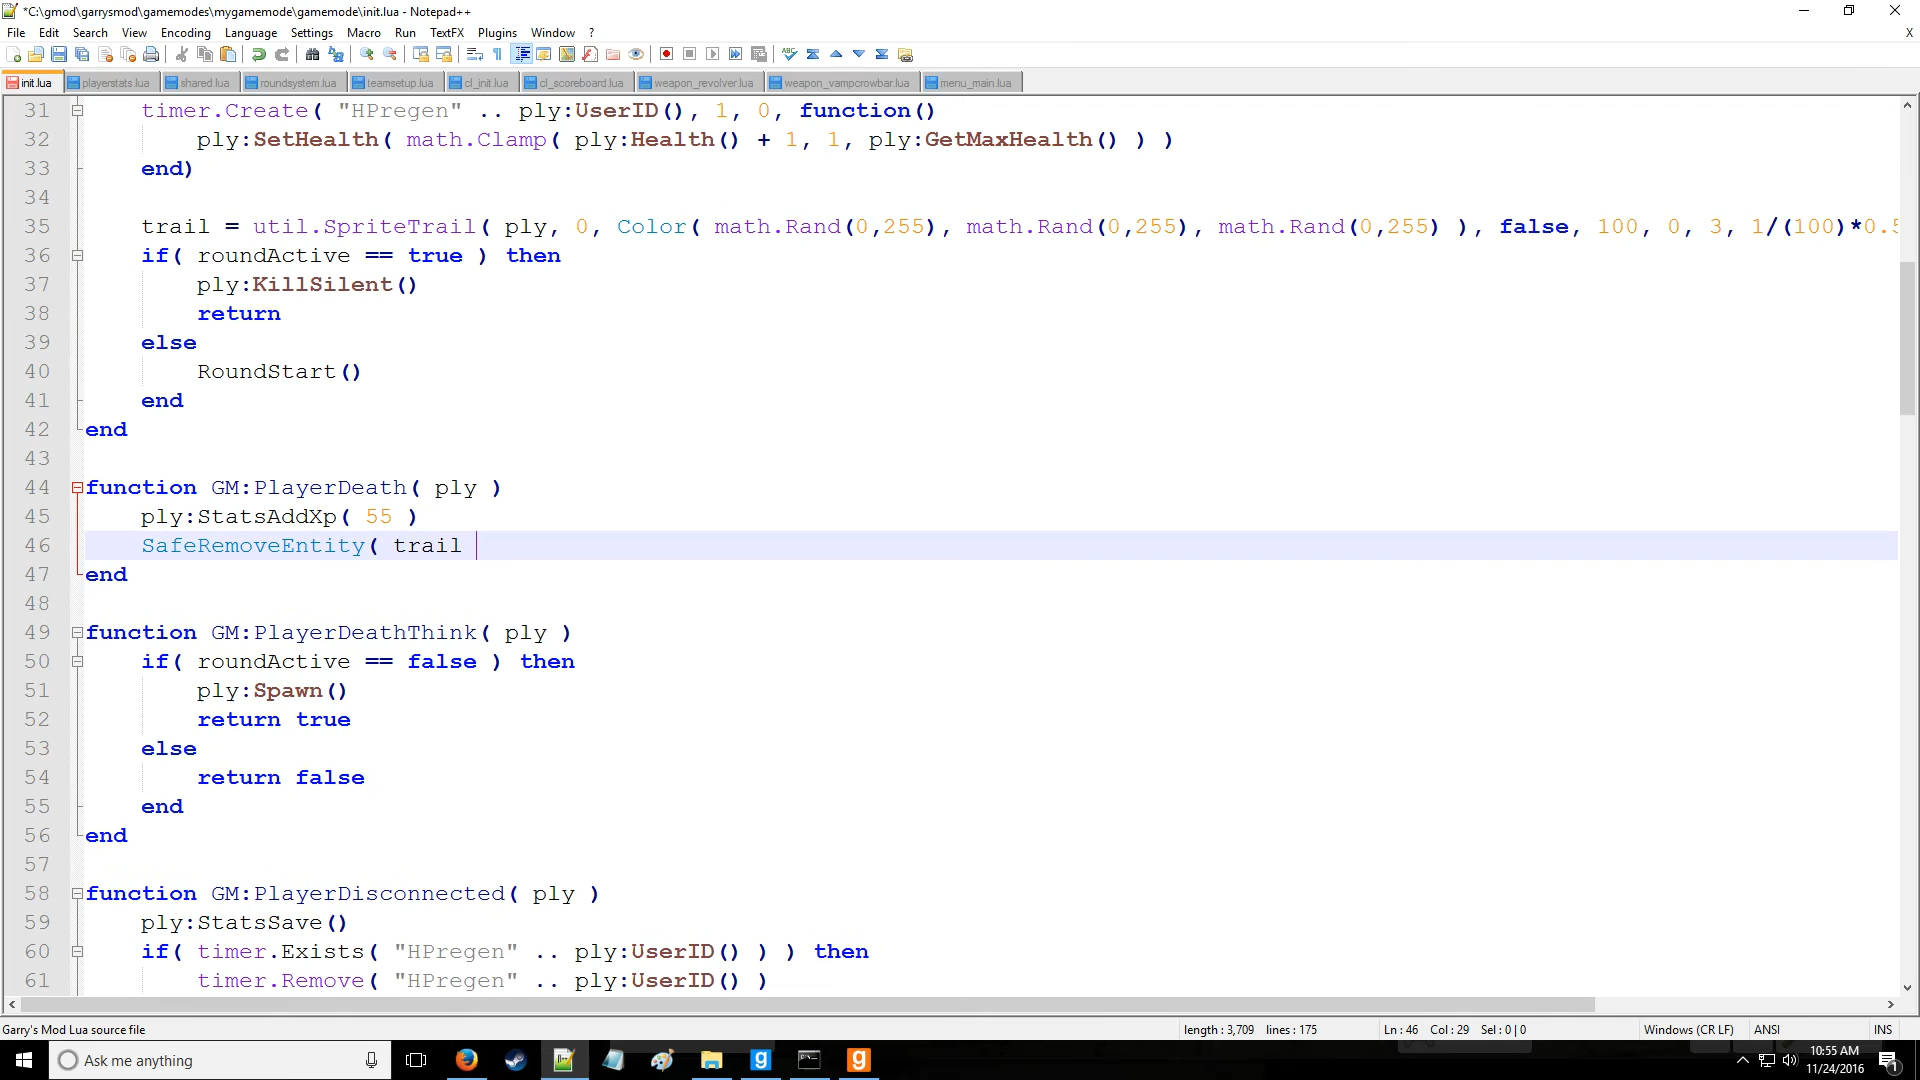 *C:\gmod\garrysmod\gamemodes\mygamemode\gamemode\init.lua - Notepad++
File Edit Search View Encoding Language Settings Macro Run TextFX Plugins Window ? X
init.lua playerstats.lua shared.lua roundsystem.lua teamsetup.lua cl_init.lua cl_scoreboard.lua weapon_revolver.lua weapon_vampcrowbar.lua menu_main.lua
31 timer.Create( "HPregen" .. ply:UserID(), 1, 0, function()
32 ply:SetHealth( math.Clamp( ply:Health() + 1, 1, ply:GetMaxHealth() ) )
33 end)
34
35 trail = util.SpriteTrail( ply, 0, Color( math.Rand(0,255), math.Rand(0,255), math.Rand(0,255) ), false, 100, 0, 3, 1/(100)*0.5
36 if( roundActive == true ) then
37 ply:KillSilent()
38 return
39 else
40 RoundStart()
41 end
42 end
43
44 function GM:PlayerDeath( ply )
45 ply:StatsAddXp( 55 )
46 SafeRemoveEntity( trail
47 end
48
49 function GM:PlayerDeathThink( ply )
50 if( roundActive == false ) then
51 ply:Spawn()
52 return true
53 else
54 return false
55 end
56 end
57
58 function GM:PlayerDisconnected( ply )
59 ply:StatsSave()
60 if( timer.Exists( "HPregen" .. ply:UserID() ) ) then
61 timer.Remove( "HPregen" .. ply:UserID() )
Garry's Mod Lua source file length : 3,709 lines : 175 Ln : 46 Col : 29 Sel : 0 | 0 Windows (CR LF) ANSI INS
Ask me anything
10:55 AM
11/24/2016
1